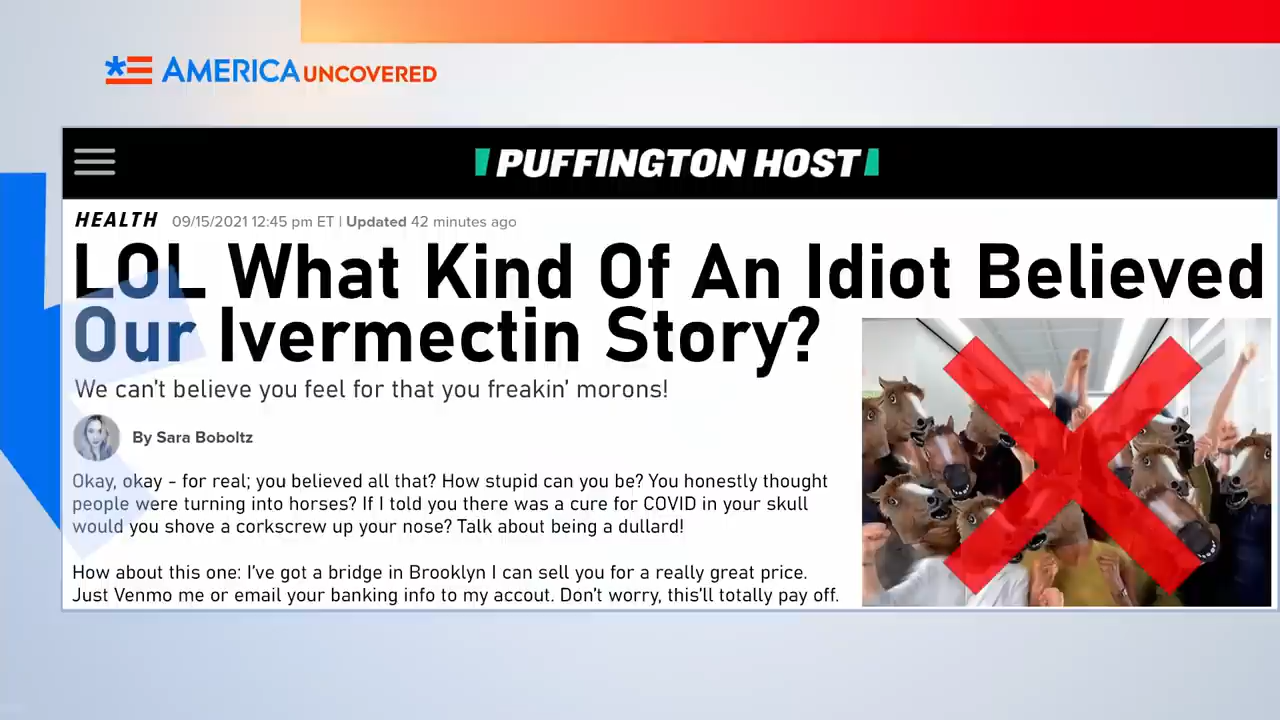 AMERICA UNCOVERED
PUFFINGTON HOST
HEALTH 09/15/2021 12:45 pm ET | Updated 42 minutes ago
LOL What Kind Of An Idiot Believed
Our Ivermectin Story?
We can't believe you feel for that you freakin' morons!
By Sara Boboltz
Okay, okay - for real; you believed all that? How stupid can you be? You honestly thought
people were turning into horses? If I told you there was a cure for COVID in your skull
would you shove a corkscrew up your nose? Talk about being a dullard!
How about this one: I've got a bridge in Brooklyn I can sell you for a really great price.
Just Venmo me or email your banking info to my accout. Don't worry, this'll totally pay off.